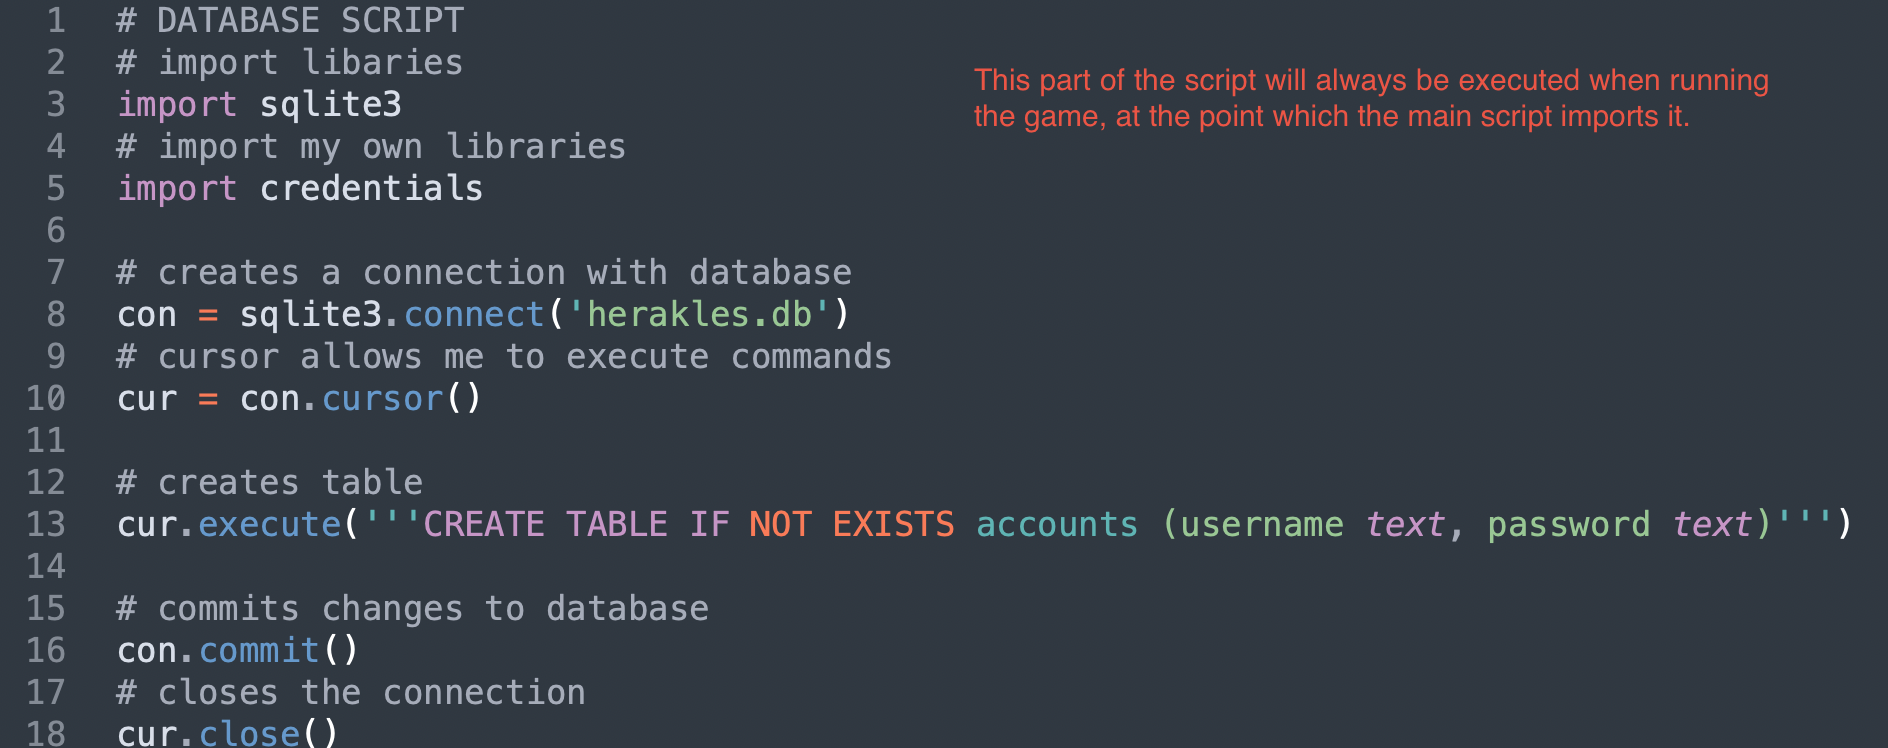 1 # DATABASE SCRIPT
2 # import libaries
This part of the script will always be executed when running
the game, at the point which the main script imports it.
3 import sqlite3
4 # import my own libraries
5 import credentials
6
7 # creates a connection with database
8 con = sqlite3.connect('herakles.db')
9 # cursor allows me to execute commands
10 cur = con.cursor()
11
12 # creates table
13 cur.execute('''CREATE TABLE IF NOT EXISTS accounts (username text, password text)''')
14
15 # commits changes to database
16 con.commit()
17 # closes the connection
18 cur.close()